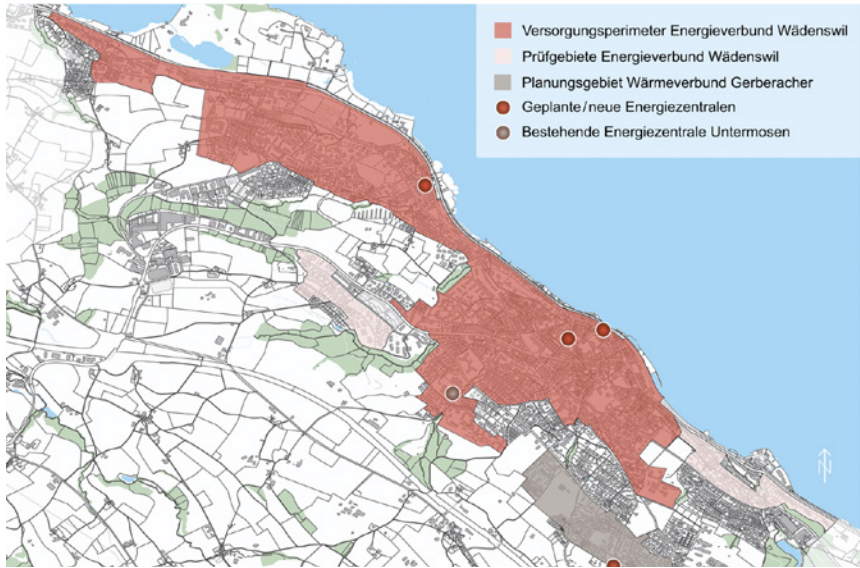 Versorgungsperimeter Energieverbund Wädenswil
Prüfgebiete Energieverbund Wädenswil
Planungsgebiet Wärmeverbund Gerberacher
Geplante/neue Energiezentralen
Bestehende Energiezentrale Untermosen
N